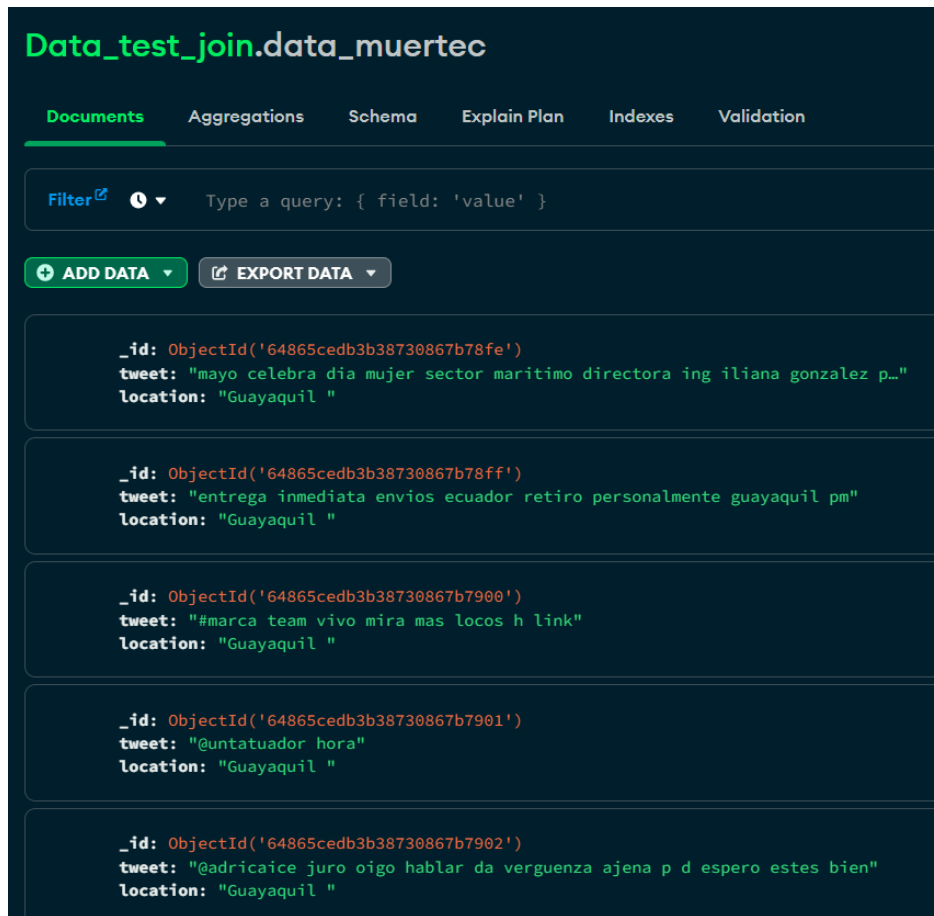 Data_test_join.data_muertec
Documents Aggregations Schema Explain Plan Indexes Validation
Filter Type a query: { field: 'value' }
ADD DATA EXPORT DATA
_id: ObjectId('64865cedb3b38730867b78fe')
tweet: "mayo celebra dia mujer sector maritimo directora ing iliana gonzalez p…"
location: "Guayaquil "
_id: ObjectId('64865cedb3b38730867b78ff')
tweet: "entrega inmediata envios ecuador retiro personalmente guayaquil pm"
location: "Guayaquil "
_id: ObjectId('64865cedb3b38730867b7900')
tweet: "#marca team vivo mira mas locos h link"
location: "Guayaquil "
_id: ObjectId('64865cedb3b38730867b7901')
tweet: "@untatuador hora"
location: "Guayaquil "
_id: ObjectId('64865cedb3b38730867b7902')
tweet: "@adricaice juro oigo hablar da verguenza ajena p d espero estes bien"
location: "Guayaquil "